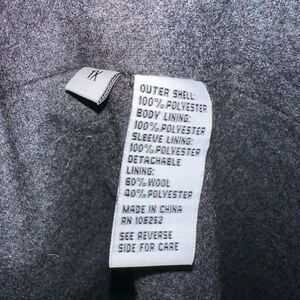 1X
OUTER SHELL:
100% POLYESTER
BODY LINING:
100% POLYESTER
SLEEVE LINING:
100% POLYESTER
DETACHABLE
LINING:
60% WOOL
40% POLYESTER
MADE IN CHINA
RN 106252
SEE REVERSE
SIDE FOR CARE